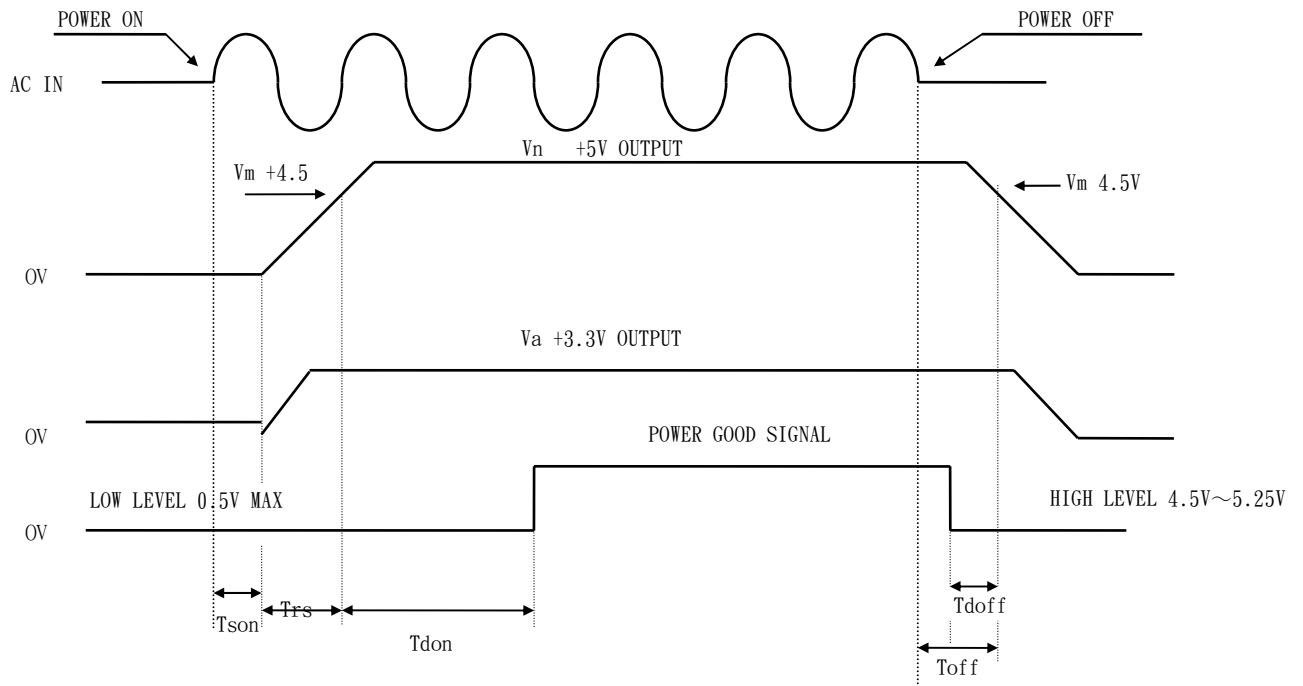 POWER ON
POWER OFF
AC IN
Vn +5V OUTPUT
Vm +4.5
Vm 4.5V
OV
Va +3.3V OUTPUT
OV
POWER GOOD SIGNAL
LOW LEVEL 0.5V MAX
HIGH LEVEL 4.5V～5.25V
OV
Tson
Trs
Tdon
Tdoff
Toff